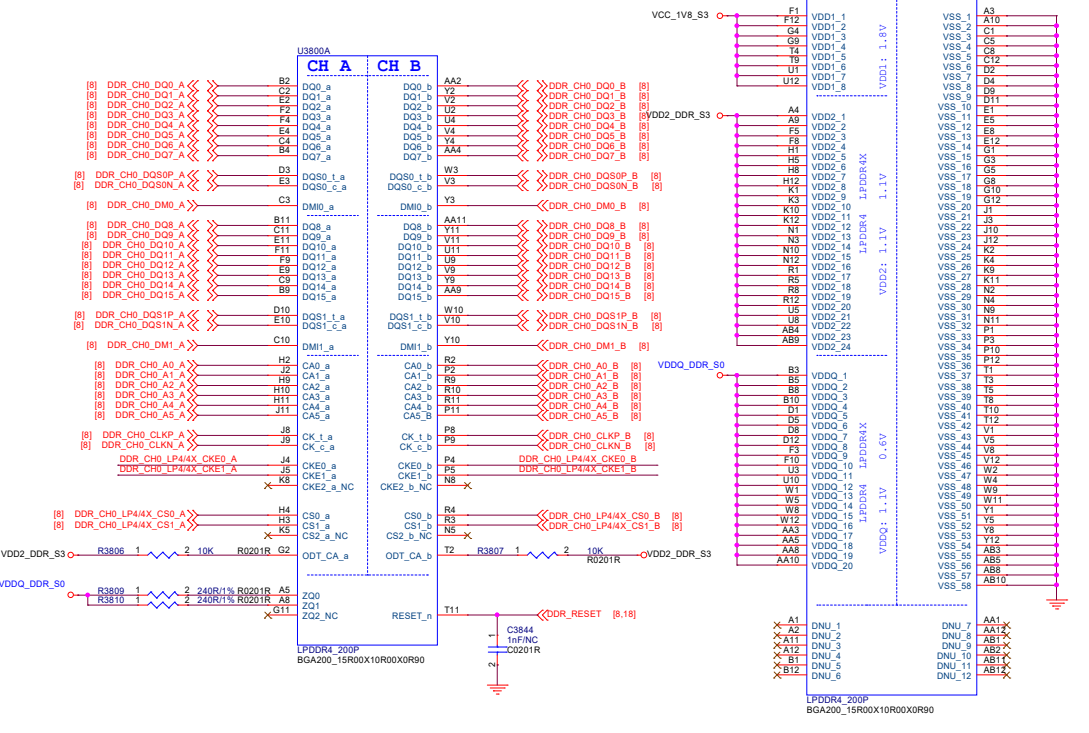 U3800A
CH A CH B
[8] DDR_CH0_DQ0_A B2 DQ0_a DQ0_b AA2 DDR_CH0_DQ0_B [8]
[8] DDR_CH0_DQ1_A C2 DQ1_a DQ1_b Y2 DDR_CH0_DQ1_B [8]
[8] DDR_CH0_DQ2_A E2 DQ2_a DQ2_b V2 DDR_CH0_DQ2_B [8]
[8] DDR_CH0_DQ3_A F2 DQ3_a DQ3_b U2 DDR_CH0_DQ3_B [8]
[8] DDR_CH0_DQ4_A F4 DQ4_a DQ4_b U4 DDR_CH0_DQ4_B [8]
[8] DDR_CH0_DQ5_A E4 DQ5_a DQ5_b V4 DDR_CH0_DQ5_B [8]
[8] DDR_CH0_DQ6_A C4 DQ6_a DQ6_b Y4 DDR_CH0_DQ6_B [8]
[8] DDR_CH0_DQ7_A B4 DQ7_a DQ7_b AA4 DDR_CH0_DQ7_B [8]
[8] DDR_CH0_DQS0P_A D3 DQS0_t_a DQS0_t_b W3 DDR_CH0_DQS0P_B [8]
[8] DDR_CH0_DQS0N_A E3 DQS0_c_a DQS0_c_b V3 DDR_CH0_DQS0N_B [8]
[8] DDR_CH0_DM0_A C3 DMI0_a DMI0_b Y3 DDR_CH0_DM0_B [8]
[8] DDR_CH0_DQ8_A B11 DQ8_a DQ8_b AA11 DDR_CH0_DQ8_B [8]
[8] DDR_CH0_DQ9_A C11 DQ9_a DQ9_b Y11 DDR_CH0_DQ9_B [8]
[8] DDR_CH0_DQ10_A E11 DQ10_a DQ10_b V11 DDR_CH0_DQ10_B [8]
[8] DDR_CH0_DQ11_A F11 DQ11_a DQ11_b U11 DDR_CH0_DQ11_B [8]
[8] DDR_CH0_DQ12_A F9 DQ12_a DQ12_b U9 DDR_CH0_DQ12_B [8]
[8] DDR_CH0_DQ13_A E9 DQ13_a DQ13_b V9 DDR_CH0_DQ13_B [8]
[8] DDR_CH0_DQ14_A C9 DQ14_a DQ14_b Y9 DDR_CH0_DQ14_B [8]
[8] DDR_CH0_DQ15_A B9 DQ15_a DQ15_b AA9 DDR_CH0_DQ15_B [8]
[8] DDR_CH0_DQS1P_A D10 DQS1_t_a DQS1_t_b W10 DDR_CH0_DQS1P_B [8]
[8] DDR_CH0_DQS1N_A E10 DQS1_c_a DQS1_c_b V10 DDR_CH0_DQS1N_B [8]
[8] DDR_CH0_DM1_A C10 DMI1_a DMI1_b Y10 DDR_CH0_DM1_B [8]
[8] DDR_CH0_A0_A H2 CA0_a CA0_b R2 DDR_CH0_A0_B [8]
[8] DDR_CH0_A1_A J2 CA1_a CA1_b P2 DDR_CH0_A1_B [8]
[8] DDR_CH0_A2_A H9 CA2_a CA2_b R9 DDR_CH0_A2_B [8]
[8] DDR_CH0_A3_A H10 CA3_a CA3_b R10 DDR_CH0_A3_B [8]
[8] DDR_CH0_A4_A H11 CA4_a CA4_b R11 DDR_CH0_A4_B [8]
[8] DDR_CH0_A5_A J11 CA5_a CA5_B P11 DDR_CH0_A5_B [8]
[8] DDR_CH0_CLKP_A J8 CK_t_a CK_t_b P8 DDR_CH0_CLKP_B [8]
[8] DDR_CH0_CLKN_A J9 CK_c_a CK_c_b P9 DDR_CH0_CLKN_B [8]
DDR_CH0_LP4/4X_CKE0_A J4 CKE0_a CKE0_b P4 DDR_CH0_LP4/4X_CKE0_B
DDR_CH0_LP4/4X_CKE1_A J5 CKE1_a CKE1_b P5 DDR_CH0_LP4/4X_CKE1_B
K8 CKE2_a_NC CKE2_b_NC N8
[8] DDR_CH0_LP4/4X_CS0_A H4 CS0_a CS0_b R4 DDR_CH0_LP4/4X_CS0_B [8]
[8] DDR_CH0_LP4/4X_CS1_A H3 CS1_a CS1_b R3 DDR_CH0_LP4/4X_CS1_B [8]
K5 CS2_a_NC CS2_b_NC N5
VDD2_DDR_S3 R3806 1 2 10K R0201R G2 ODT_CA_a ODT_CA_b T2 R3807 1 2 10K R0201R VDD2_DDR_S3
VDDQ_DDR_S0 R3809 1 2 240R/1% R0201R A5 ZQ0
R3810 1 2 240R/1% R0201R A8 ZQ1
G11 ZQ2_NC RESET_n T11 DDR_RESET [8,18]
C3844
1nF/NC
C0201R
1
2
LPDDR4_200P
BGA200_15R00X10R00X0R90
VCC_1V8_S3
F1 VDD1_1
F12 VDD1_2
G4 VDD1_3
G9 VDD1_4
T4 VDD1_5
T9 VDD1_6
U1 VDD1_7
U12 VDD1_8
VDD1: 1.8V
VDD2_DDR_S3
A4 VDD2_1
A9 VDD2_2
F5 VDD2_3
F8 VDD2_4
H1 VDD2_5
H5 VDD2_6
H8 VDD2_7
H12 VDD2_8
K1 VDD2_9
K3 VDD2_10
K10 VDD2_11
K12 VDD2_12
N1 VDD2_13
N3 VDD2_14
N10 VDD2_15
N12 VDD2_16
R1 VDD2_17
R5 VDD2_18
R8 VDD2_19
R12 VDD2_20
U5 VDD2_21
U8 VDD2_22
AB4 VDD2_23
AB9 VDD2_24
LPDDR4 LPDDR4X
VDD2: 1.1V 1.1V
VDDQ_DDR_S0
B3 VDDQ_1
B5 VDDQ_2
B8 VDDQ_3
B10 VDDQ_4
D1 VDDQ_5
D5 VDDQ_6
D8 VDDQ_7
D12 VDDQ_8
F3 VDDQ_9
F10 VDDQ_10
U3 VDDQ_11
U10 VDDQ_12
W1 VDDQ_13
W5 VDDQ_14
W8 VDDQ_15
W12 VDDQ_16
AA3 VDDQ_17
AA5 VDDQ_18
AA8 VDDQ_19
AA10 VDDQ_20
LPDDR4 LPDDR4X
VDDQ: 1.1V 0.6V
VSS_1 A3
VSS_2 A10
VSS_3 C1
VSS_4 C5
VSS_5 C8
VSS_6 C12
VSS_7 D2
VSS_8 D4
VSS_9 D9
VSS_10 D11
VSS_11 E1
VSS_12 E5
VSS_13 E8
VSS_14 E12
VSS_15 G1
VSS_16 G3
VSS_17 G5
VSS_18 G8
VSS_19 G10
VSS_20 G12
VSS_21 J1
VSS_22 J3
VSS_23 J10
VSS_24 J12
VSS_25 K2
VSS_26 K4
VSS_27 K9
VSS_28 K11
VSS_29 N2
VSS_30 N4
VSS_31 N9
VSS_32 N11
VSS_33 P1
VSS_34 P3
VSS_35 P10
VSS_36 P12
VSS_37 T1
VSS_38 T3
VSS_39 T5
VSS_40 T8
VSS_41 T10
VSS_42 T12
VSS_43 V1
VSS_44 V5
VSS_45 V8
VSS_46 V12
VSS_47 W2
VSS_48 W4
VSS_49 W9
VSS_50 W11
VSS_51 Y1
VSS_52 Y5
VSS_53 Y8
VSS_54 Y12
VSS_55 AB3
VSS_56 AB5
VSS_57 AB8
VSS_58 AB10
A1 DNU_1 DNU_7 AA1
A2 DNU_2 DNU_8 AA12
A11 DNU_3 DNU_9 AB1
A12 DNU_4 DNU_10 AB2
B1 DNU_5 DNU_11 AB11
B12 DNU_6 DNU_12 AB12
LPDDR4_200P
BGA200_15R00X10R00X0R90